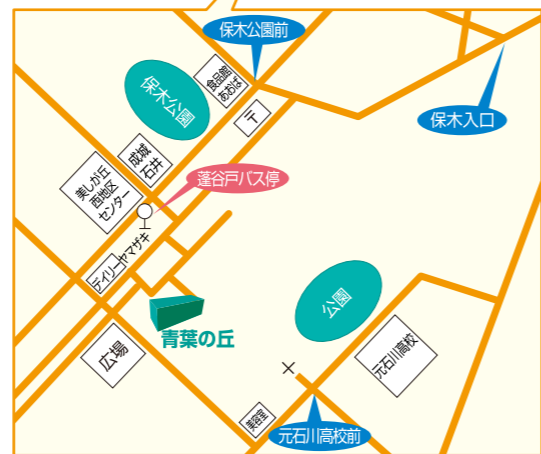 保木公園前
食品館
あおば
保木公園
〒
保木入口
成城
石井
蓬谷戸バス停
美しが丘
西地区
センター
デイリーヤマザキ
公園
青葉の丘
広場
元石川高校
美容室
元石川高校前